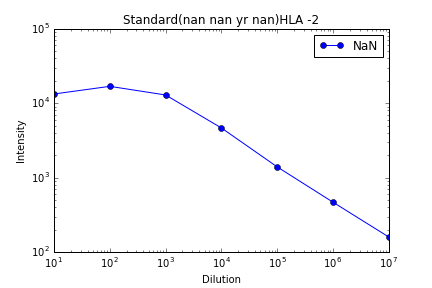 Standard(nan nan yr nan)HLA -2
10^5
NaN
10^4
Intensity
10^3
10^2
10^1 10^2 10^3 10^4 10^5 10^6 10^7
Dilution